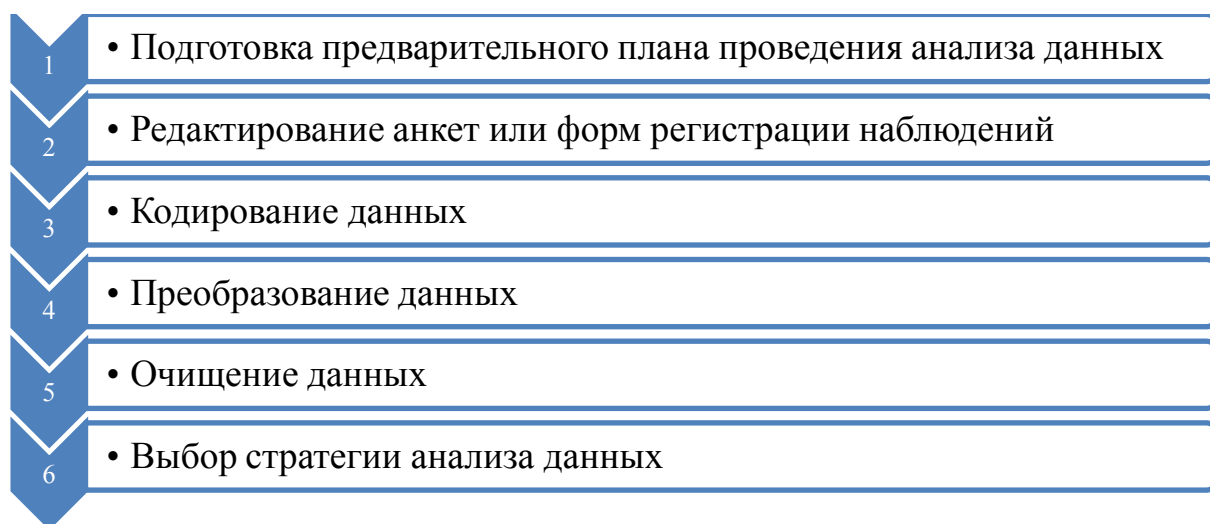 1
• Подготовка предварительного плана проведения анализа данных
2
• Редактирование анкет или форм регистрации наблюдений
3
• Кодирование данных
4
• Преобразование данных
5
• Очищение данных
6
• Выбор стратегии анализа данных